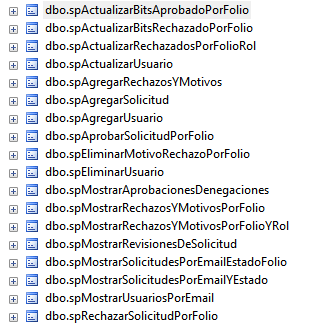 dbo.spActualizarBitsAprobadoPorFolio
dbo.spActualizarBitsRechazadoPorFolio
dbo.spActualizarRechazadosPorFolioRol
dbo.spActualizarUsuario
dbo.spAgregarRechazosYMotivos
dbo.spAgregarSolicitud
dbo.spAgregarUsuario
dbo.spAprobarSolicitudPorFolio
dbo.spEliminarMotivoRechazoPorFolio
dbo.spEliminarUsuario
dbo.spMostrarAprobacionesDenegaciones
dbo.spMostrarRechazosYMotivosPorFolio
dbo.spMostrarRechazosYMotivosPorFolioYRol
dbo.spMostrarRevisionesDeSolicitud
dbo.spMostrarSolicitudesPorEmailEstadoFolio
dbo.spMostrarSolicitudesPorEmailYEstado
dbo.spMostrarUsuariosPorEmail
dbo.spRechazarSolicitudPorFolio